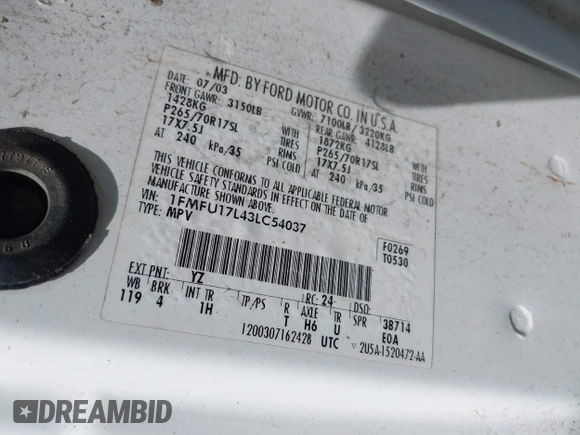 MFD. BY FORD MOTOR CO. IN U.S.A.
DATE: 07/03 GVWR: 7100LB/ 3220KG
FRONT GAWR: 3150LB REAR GAWR: 4128LB
1428KG 1872KG
P265/70R17SL TIRES P265/70R17SL TIRES
17X7.5J RIMS 17X7.5J RIMS
AT 240 kPa/35 PSI COLD AT 240 kPa/35 PSI COLD
THIS VEHICLE CONFORMS TO ALL APPLICABLE FEDERAL MOTOR
VEHICLE SAFETY STANDARDS IN EFFECT ON THE DATE OF
MANUFACTURE SHOWN ABOVE.
VIN: 1FMFU17L43LC54037
TYPE: MPV
F0269
T0530
EXT PNT: YZ RC: 24 DSO:
WB BRK INT TR TP/PS R AXLE TR SPR 3B714
119 4 1H T H6 U E0A
1200307162428 UTC ▽ 2U5A-1520472-AA
DREAMBID